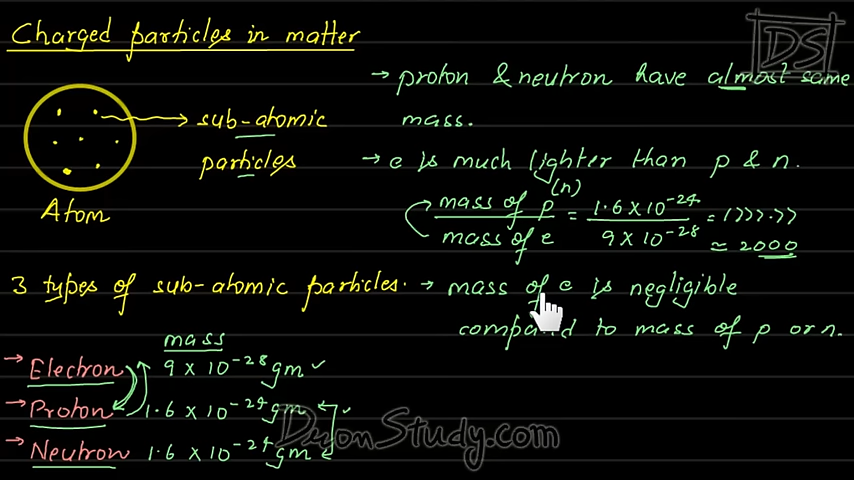 Charged particles in matter
DS
sub-atomic
particles
Atom
→ proton & neutron have almost same
mass.
→ e is much lighter than p & n.
(n)
mass of p / mass of e = 1.6 × 10⁻²⁴ / 9 × 10⁻²⁸ = 1777.77
≈ 2000
3 types of sub-atomic particles.
→ mass of e is negligible
compared to mass of p or n.
mass
→ Electron 9 × 10⁻²⁸ gm ✓
→ Proton 1.6 × 10⁻²⁴ gm ✓
→ Neutron 1.6 × 10⁻²⁴ gm
DronStudy.com